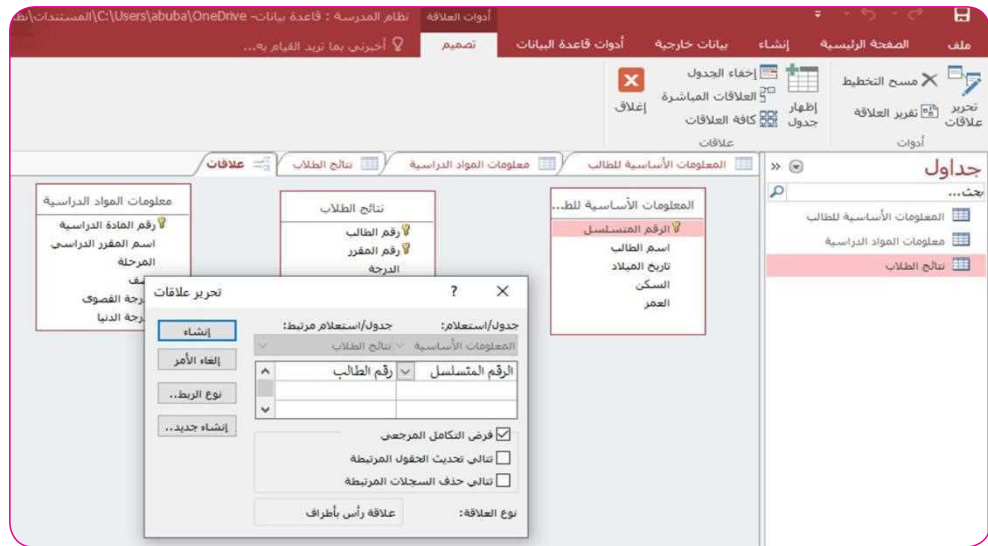 أدوات العلاقة
نظام المدرسة : قاعدة بيانات- C:\Users\abuba\OneDrive\المستندات\نظ
ملف
الصفحة الرئيسية
إنشاء
بيانات خارجية
أدوات قاعدة البيانات
تصميم
أخبرني بما تريد القيام به...
تحرير علاقات
مسح التخطيط
تقرير العلاقة
أدوات
إظهار جدول
إخفاء الجدول
العلاقات المباشرة
كافة العلاقات
إغلاق
علاقات
جداول
بحث...
المعلومات الأساسية للطالب
معلومات المواد الدراسية
نتائج الطلاب
المعلومات الأساسية للطالب
معلومات المواد الدراسية
نتائج الطلاب
علاقات
المعلومات الأساسية للط...
الرقم المتسلسل
اسم الطالب
تاريخ الميلاد
السكن
العمر
نتائج الطلاب
رقم الطالب
رقم المقرر
الدرجة
معلومات المواد الدراسية
رقم المادة الدراسية
اسم المقرر الدراسي
المرحلة
رجة القصوى
رجة الدنيا
تحرير علاقات
? ×
جدول/استعلام: جدول/استعلام مرتبط:
المعلومات الأساسية نتائج الطلاب
الرقم المتسلسل رقم الطالب
إنشاء
إلغاء الأمر
نوع الربط..
إنشاء جديد..
فرض التكامل المرجعي
تتالي تحديث الحقول المرتبطة
تتالي حذف السجلات المرتبطة
نوع العلاقة: علاقة رأس بأطراف